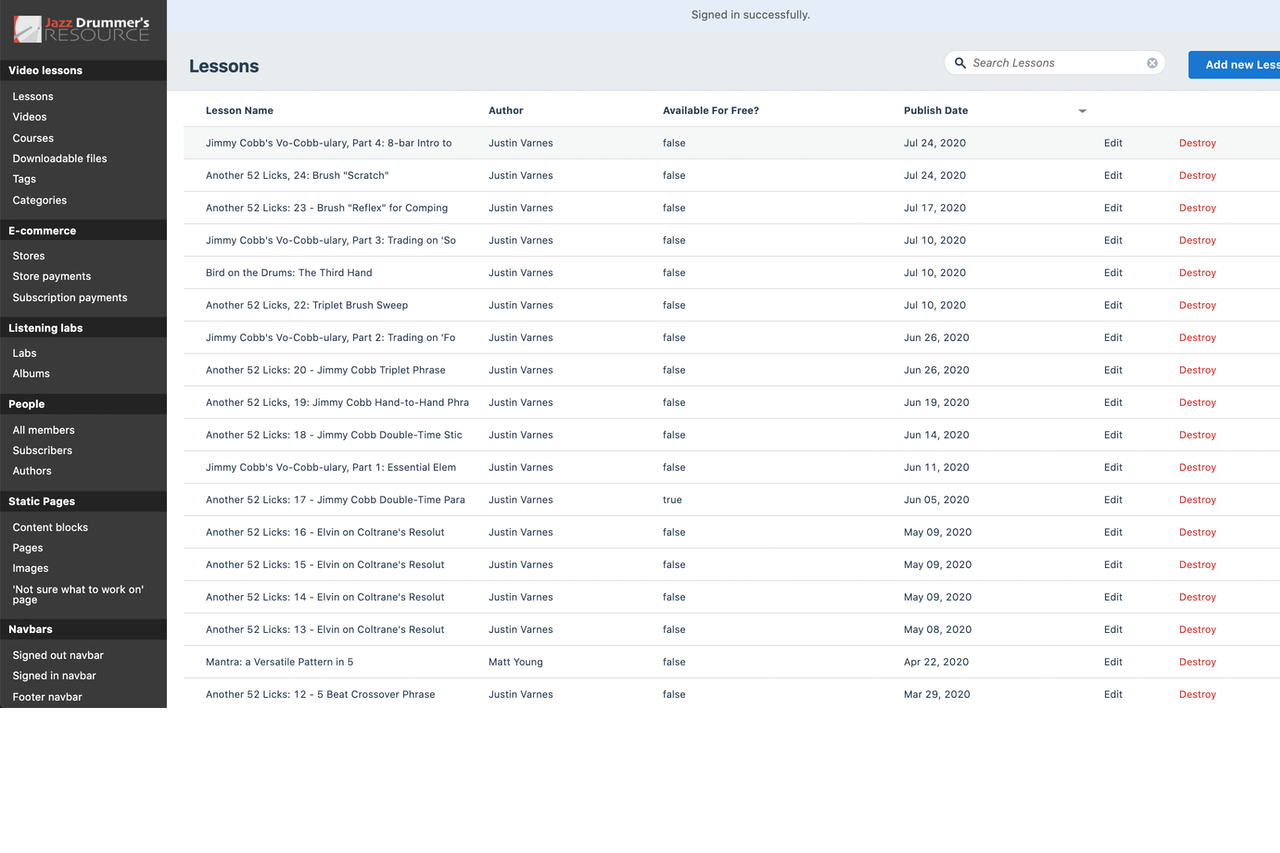 Jazz Drummer's
RESOURCE
Signed in successfully.
Video lessons
Lessons
Videos
Courses
Downloadable files
Tags
Categories
E-commerce
Stores
Store payments
Subscription payments
Listening labs
Labs
Albums
People
All members
Subscribers
Authors
Static Pages
Content blocks
Pages
Images
'Not sure what to work on'
page
Navbars
Signed out navbar
Signed in navbar
Footer navbar
Lessons
Search Lessons
Add new Less
Lesson Name Author Available For Free? Publish Date
Jimmy Cobb's Vo-Cobb-ulary, Part 4: 8-bar Intro to Justin Varnes false Jul 24, 2020 Edit Destroy
Another 52 Licks, 24: Brush "Scratch" Justin Varnes false Jul 24, 2020 Edit Destroy
Another 52 Licks: 23 - Brush "Reflex" for Comping Justin Varnes false Jul 17, 2020 Edit Destroy
Jimmy Cobb's Vo-Cobb-ulary, Part 3: Trading on 'So Justin Varnes false Jul 10, 2020 Edit Destroy
Bird on the Drums: The Third Hand Justin Varnes false Jul 10, 2020 Edit Destroy
Another 52 Licks, 22: Triplet Brush Sweep Justin Varnes false Jul 10, 2020 Edit Destroy
Jimmy Cobb's Vo-Cobb-ulary, Part 2: Trading on 'Fo Justin Varnes false Jun 26, 2020 Edit Destroy
Another 52 Licks: 20 - Jimmy Cobb Triplet Phrase Justin Varnes false Jun 26, 2020 Edit Destroy
Another 52 Licks, 19: Jimmy Cobb Hand-to-Hand Phra Justin Varnes false Jun 19, 2020 Edit Destroy
Another 52 Licks: 18 - Jimmy Cobb Double-Time Stic Justin Varnes false Jun 14, 2020 Edit Destroy
Jimmy Cobb's Vo-Cobb-ulary, Part 1: Essential Elem Justin Varnes false Jun 11, 2020 Edit Destroy
Another 52 Licks: 17 - Jimmy Cobb Double-Time Para Justin Varnes true Jun 05, 2020 Edit Destroy
Another 52 Licks: 16 - Elvin on Coltrane's Resolut Justin Varnes false May 09, 2020 Edit Destroy
Another 52 Licks: 15 - Elvin on Coltrane's Resolut Justin Varnes false May 09, 2020 Edit Destroy
Another 52 Licks: 14 - Elvin on Coltrane's Resolut Justin Varnes false May 09, 2020 Edit Destroy
Another 52 Licks: 13 - Elvin on Coltrane's Resolut Justin Varnes false May 08, 2020 Edit Destroy
Mantra: a Versatile Pattern in 5 Matt Young false Apr 22, 2020 Edit Destroy
Another 52 Licks: 12 - 5 Beat Crossover Phrase Justin Varnes false Mar 29, 2020 Edit Destroy